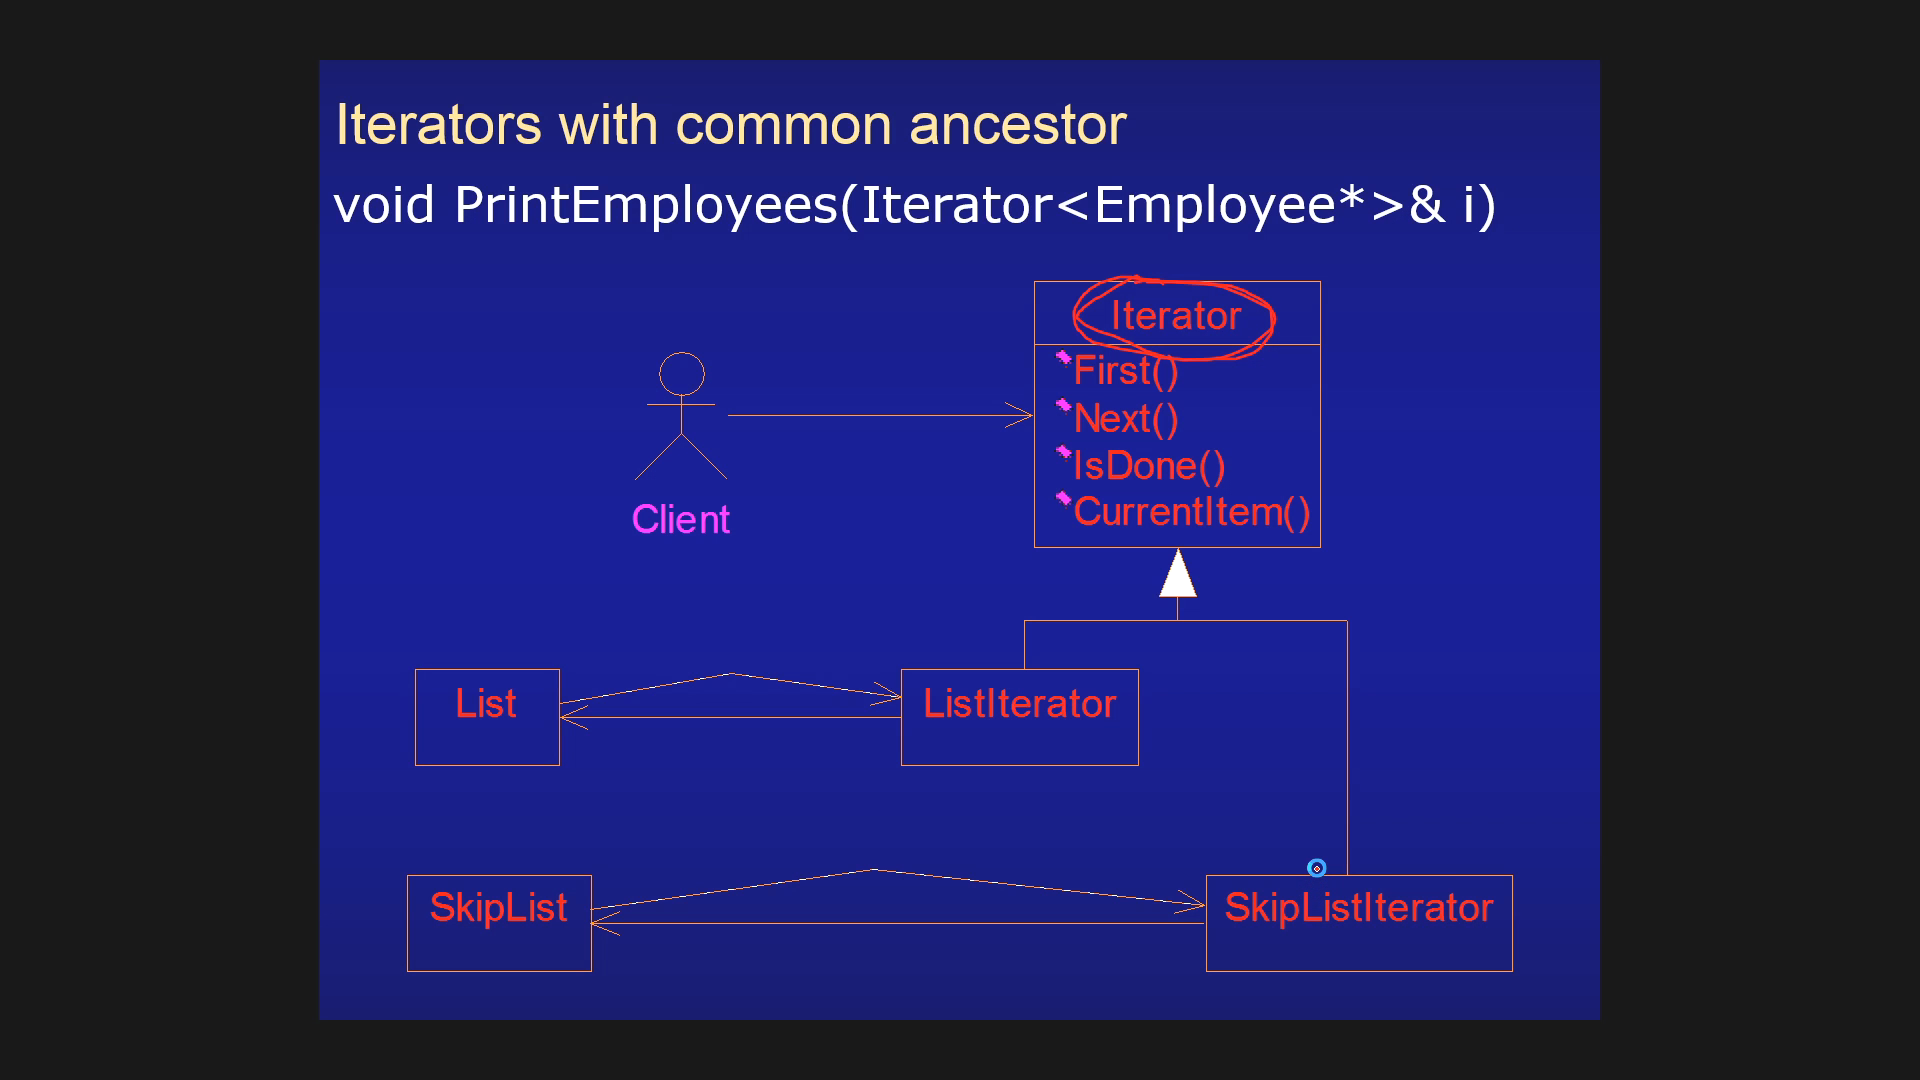 Iterators with common ancestor
void PrintEmployees(Iterator<Employee*>& i)
Iterator
First()
Next()
IsDone()
CurrentItem()
Client
List
ListIterator
SkipList
SkipListIterator